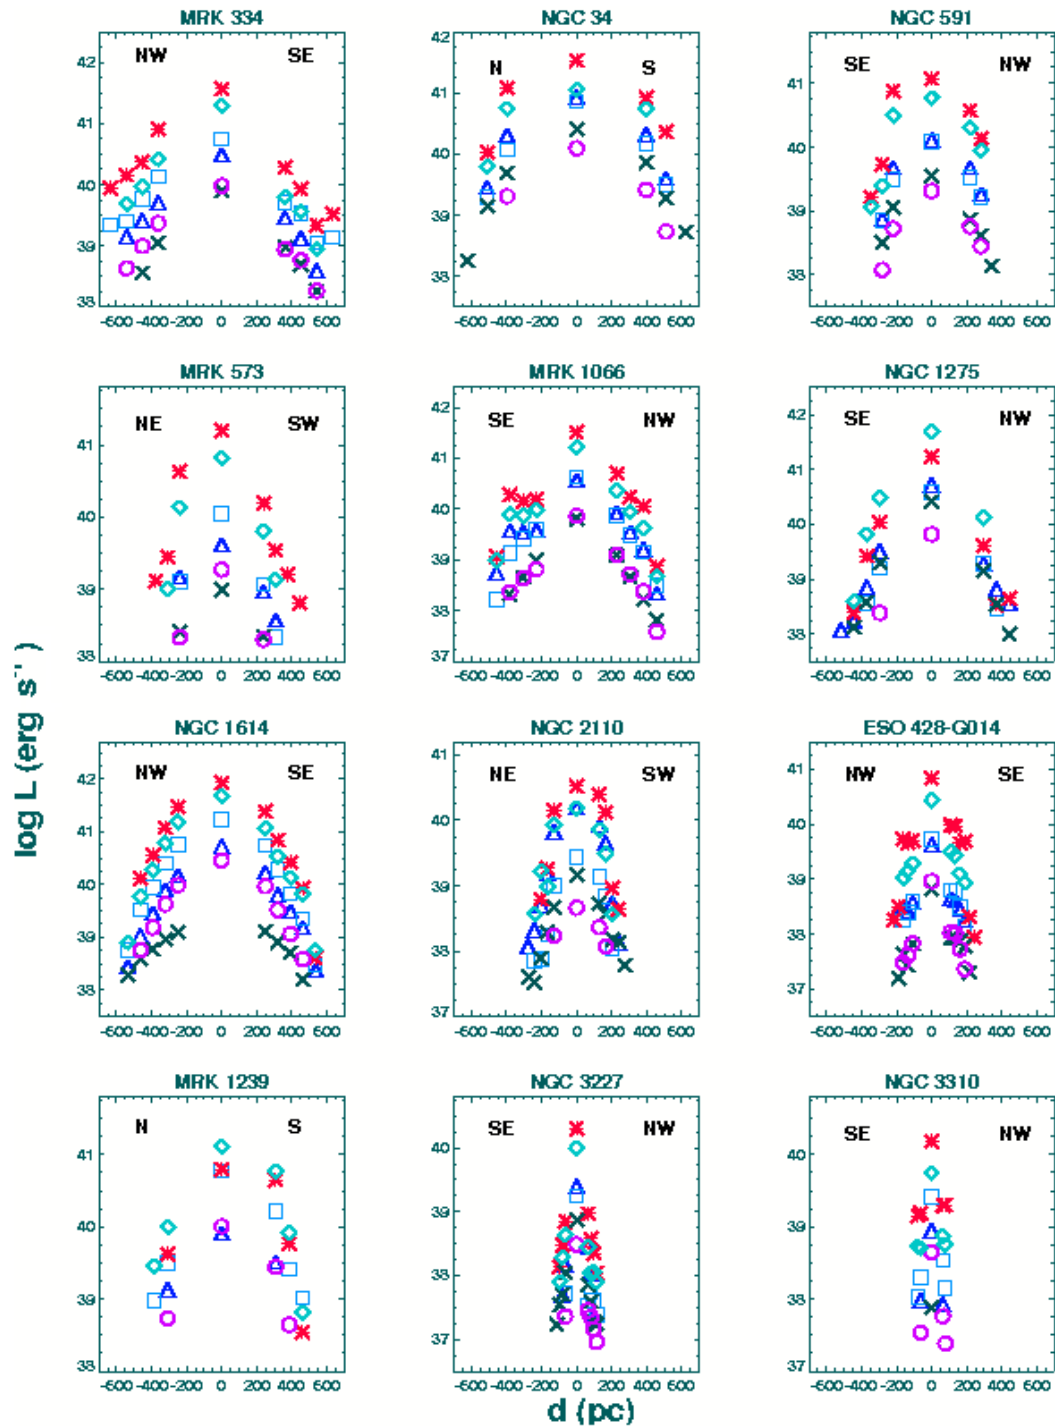 MRK 334 NGC 34 NGC 591
NW SE N S SE NW
42 41 40 39 38
42 41 40 39 38
41 40 39 38
-600 -400 -200 0 200 400 600
-600 -400 -200 0 200 400 600
-600 -400 -200 0 200 400 600
MRK 573 MRK 1066 NGC 1275
NE SW SE NW SE NW
41 40 39 38
42 41 40 39 38 37
42 41 40 39 38
-600 -400 -200 0 200 400 600
-600 -400 -200 0 200 400 600
-600 -400 -200 0 200 400 600
log L (erg s⁻¹)
NGC 1614 NGC 2110 ESO 428-G014
NW SE NE SW NW SE
42 41 40 39 38
41 40 39 38 37
41 40 39 38 37
-600 -400 -200 0 200 400 600
-600 -400 -200 0 200 400 600
-600 -400 -200 0 200 400 600
MRK 1239 NGC 3227 NGC 3310
N S SE NW SE NW
41 40 39 38
40 39 38 37
40 39 38 37
-600 -400 -200 0 200 400 600
-600 -400 -200 0 200 400 600
-600 -400 -200 0 200 400 600
d (pc)